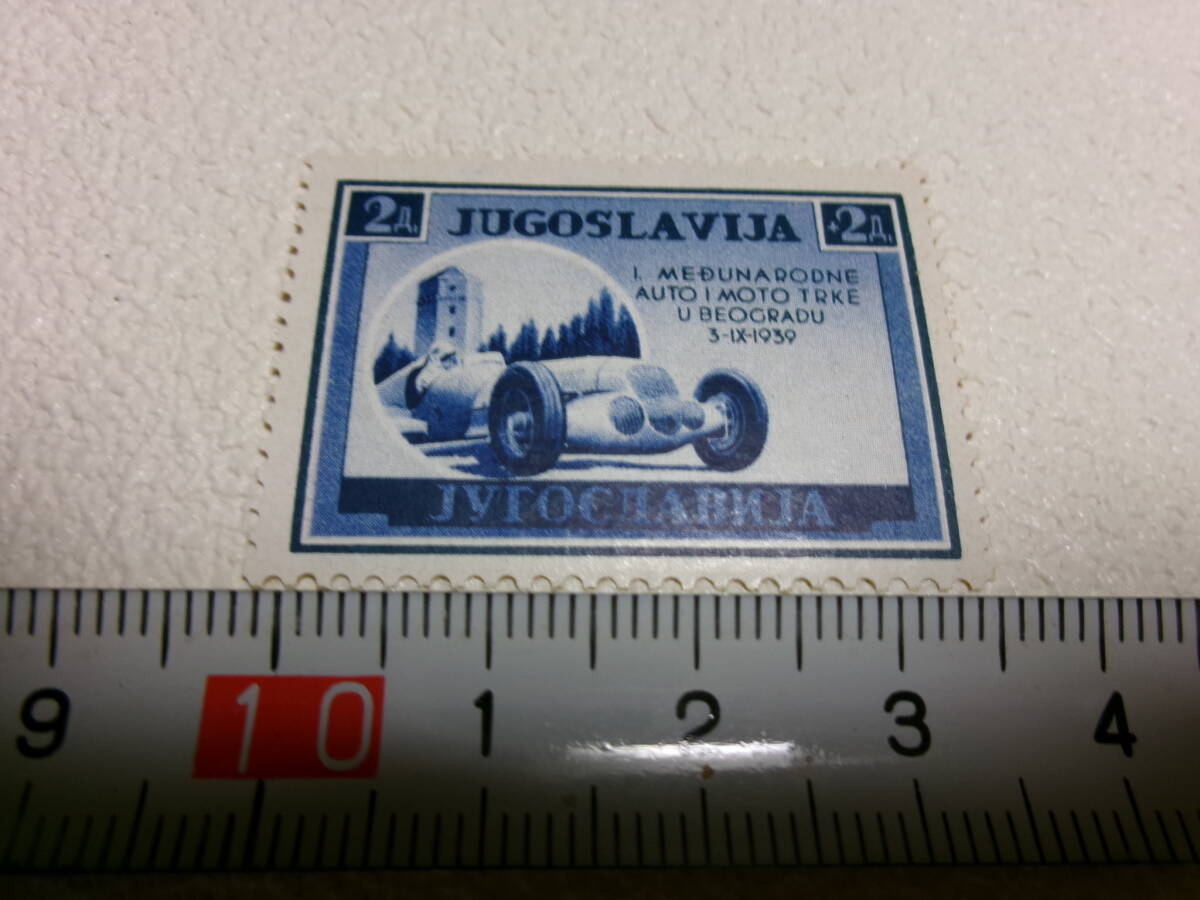 2д.
JUGOSLAVIJA
+2д.
I. MEĐUNARODNE
AUTO I MOTO TRKE
U BEOGRADU
3-IX-1939
ЈУГОСЛАВИЈА
9 10 1 2 3 4